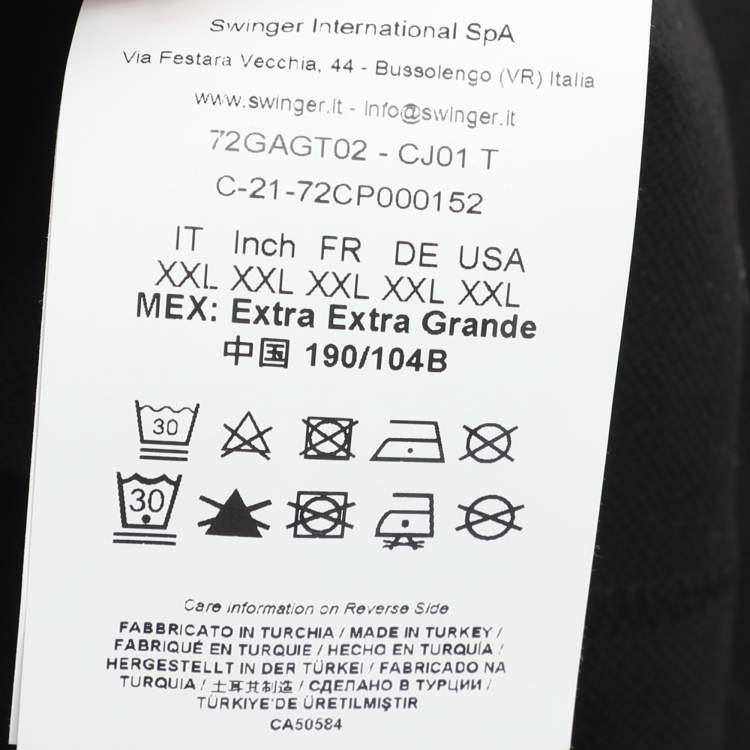 Swinger International SpA
Via Festara Vecchia, 44 - Bussolengo (VR) Italia
www.swinger.it - info@swinger.it
72GAGT02 - CJ01 T
C-21-72CP000152
IT Inch FR DE USA
XXL XXL XXL XXL XXL
MEX: Extra Extra Grande
中国 190/104B
30
30
Care information on Reverse Side
FABBRICATO IN TURCHIA / MADE IN TURKEY /
FABRIQUÉ EN TURQUIE / HECHO EN TURQUÍA /
HERGESTELLT IN DER TÜRKEI / FABRICADO NA
TURQUIA / 土耳其制造 / СДЕЛАНО В ТУРЦИИ /
TÜRKIYE'DE ÜRETILMIŞTIR
CA50584